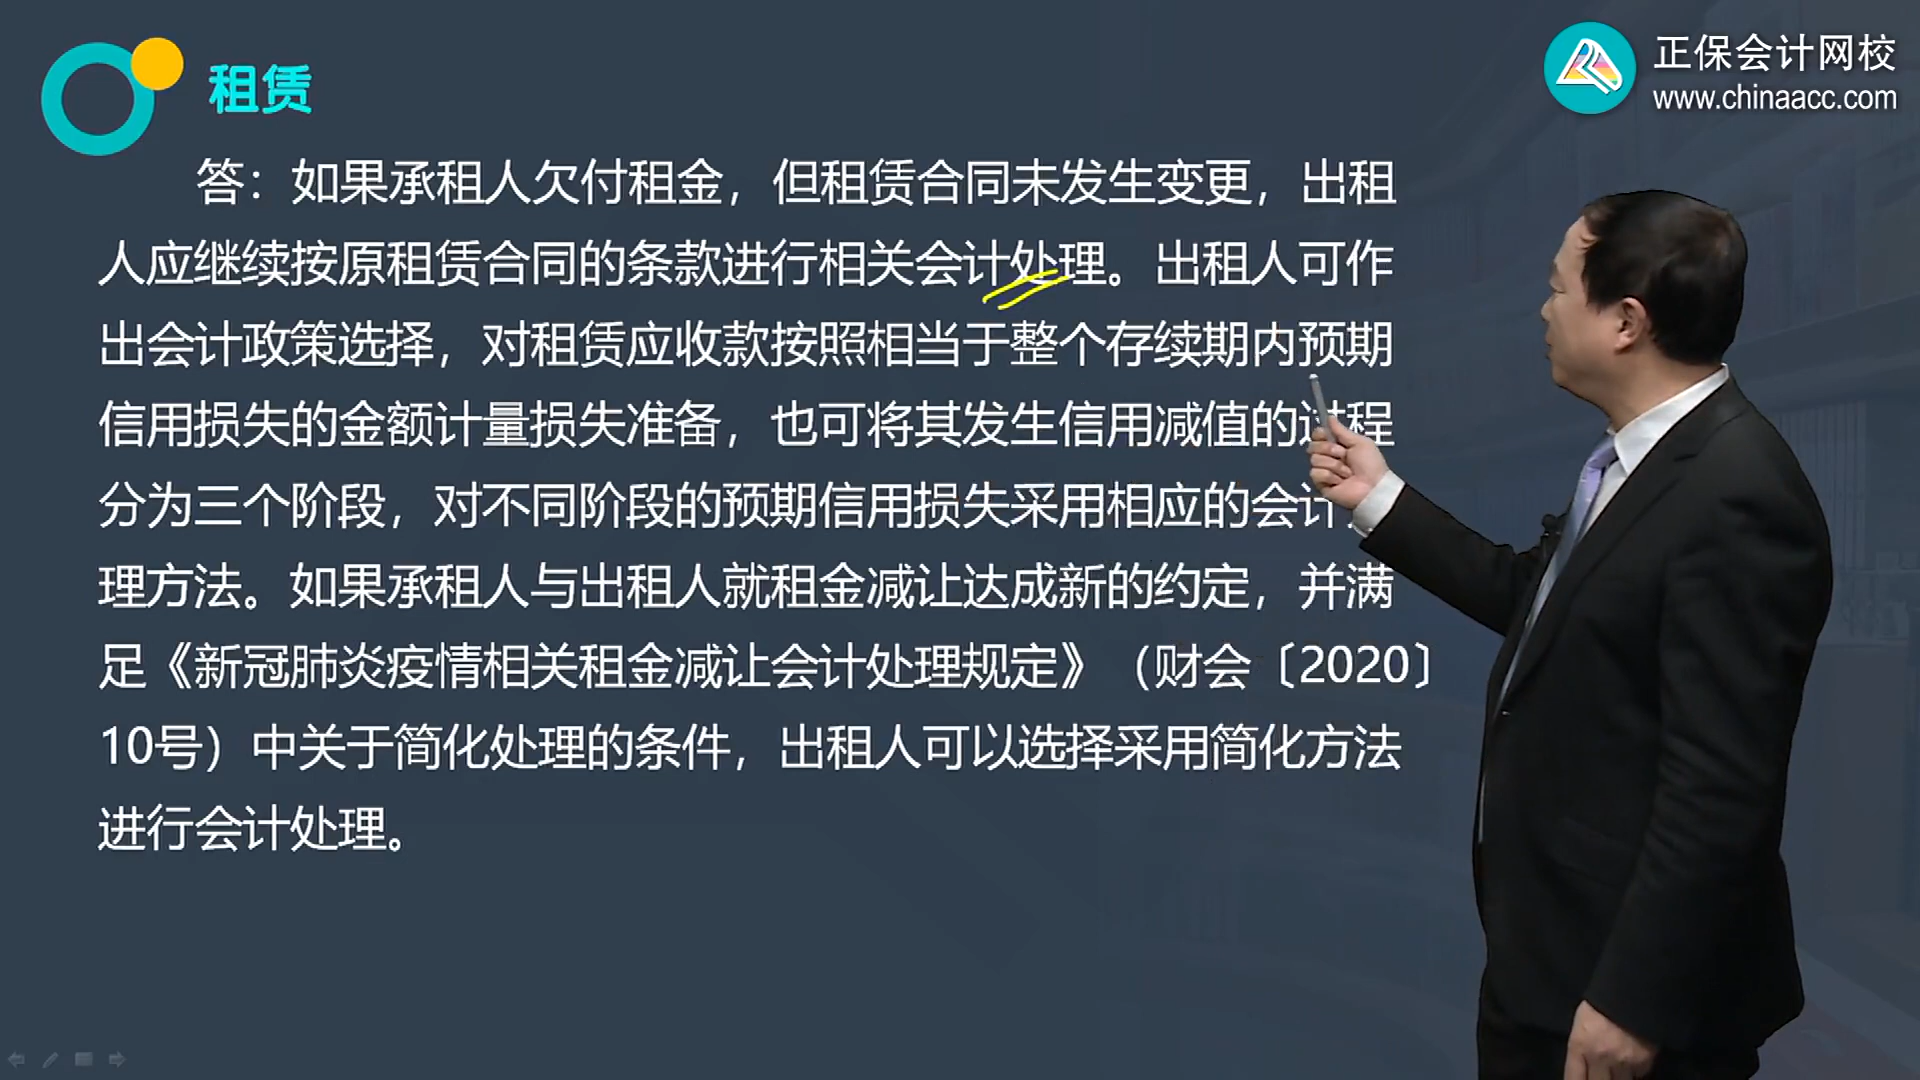 租赁
正保会计网校
www.chinaacc.com
答：如果承租人欠付租金，但租赁合同未发生变更，出租
人应继续按原租赁合同的条款进行相关会计处理。出租人可作
出会计政策选择，对租赁应收款按照相当于整个存续期内预期
信用损失的金额计量损失准备，也可将其发生信用减值的过程
分为三个阶段，对不同阶段的预期信用损失采用相应的会计
理方法。如果承租人与出租人就租金减让达成新的约定，并满
足《新冠肺炎疫情相关租金减让会计处理规定》（财会〔2020〕
10号）中关于简化处理的条件，出租人可以选择采用简化方法
进行会计处理。